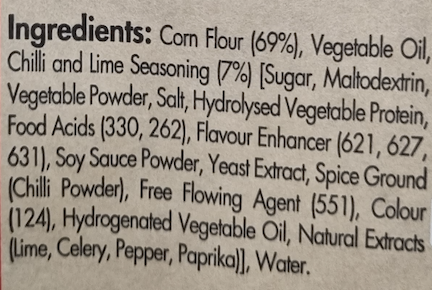 Ingredients: Corn Flour (69%), Vegetable Oil,
Chilli and Lime Seasoning (7%) [Sugar, Maltodextrin,
Vegetable Powder, Salt, Hydrolysed Vegetable Protein,
Food Acids (330, 262), Flavour Enhancer (621, 627,
631), Soy Sauce Powder, Yeast Extract, Spice Ground
(Chilli Powder), Free Flowing Agent (551), Colour
(124), Hydrogenated Vegetable Oil, Natural Extracts
(Lime, Celery, Pepper, Paprika)], Water.